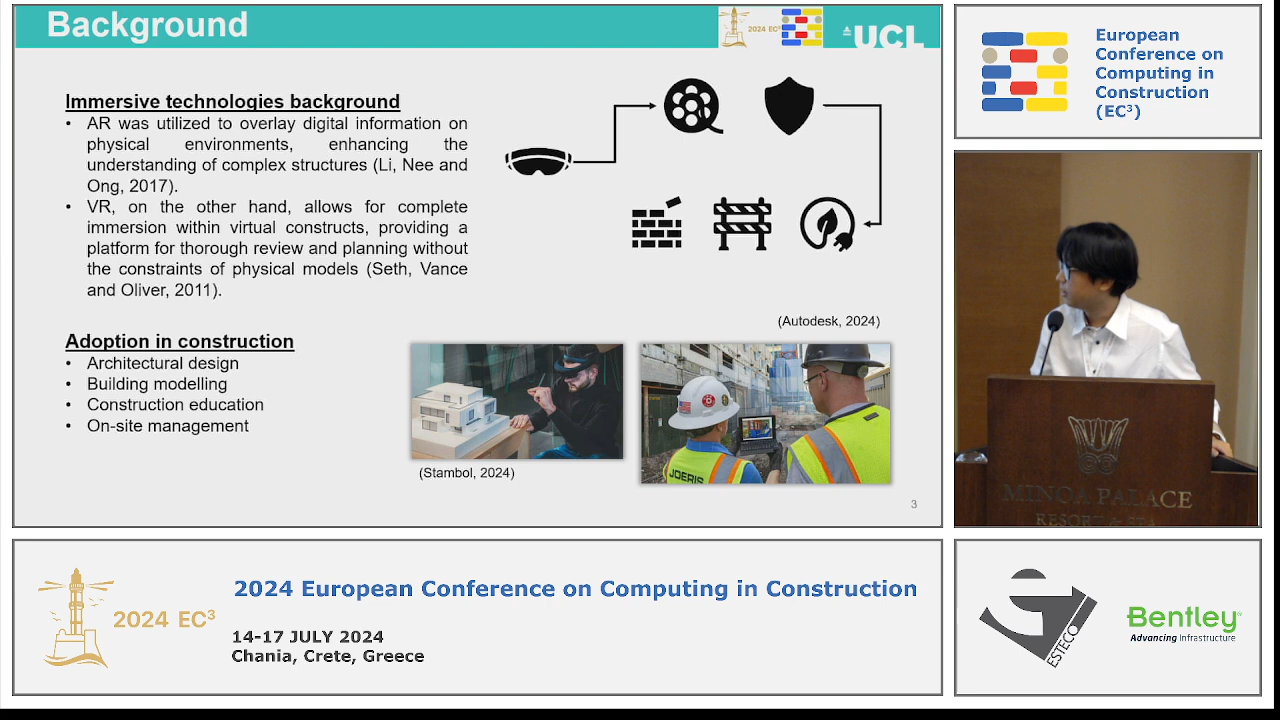 Background
2024 EC³
UCL
Immersive technologies background
• AR was utilized to overlay digital information on
physical environments, enhancing the
understanding of complex structures (Li, Nee and
Ong, 2017).
• VR, on the other hand, allows for complete
immersion within virtual constructs, providing a
platform for thorough review and planning without
the constraints of physical models (Seth, Vance
and Oliver, 2011).
Adoption in construction
• Architectural design
• Building modelling
• Construction education
• On-site management
(Autodesk, 2024)
JOERIS
(Stambol, 2024)
3
European
Conference on
Computing in
Construction
(EC³)
MINOA PALACE
RESORT & SPA
2024 EC³
2024 European Conference on Computing in Construction
14-17 JULY 2024
Chania, Crete, Greece
ESTECO
Bentley
Advancing Infrastructure